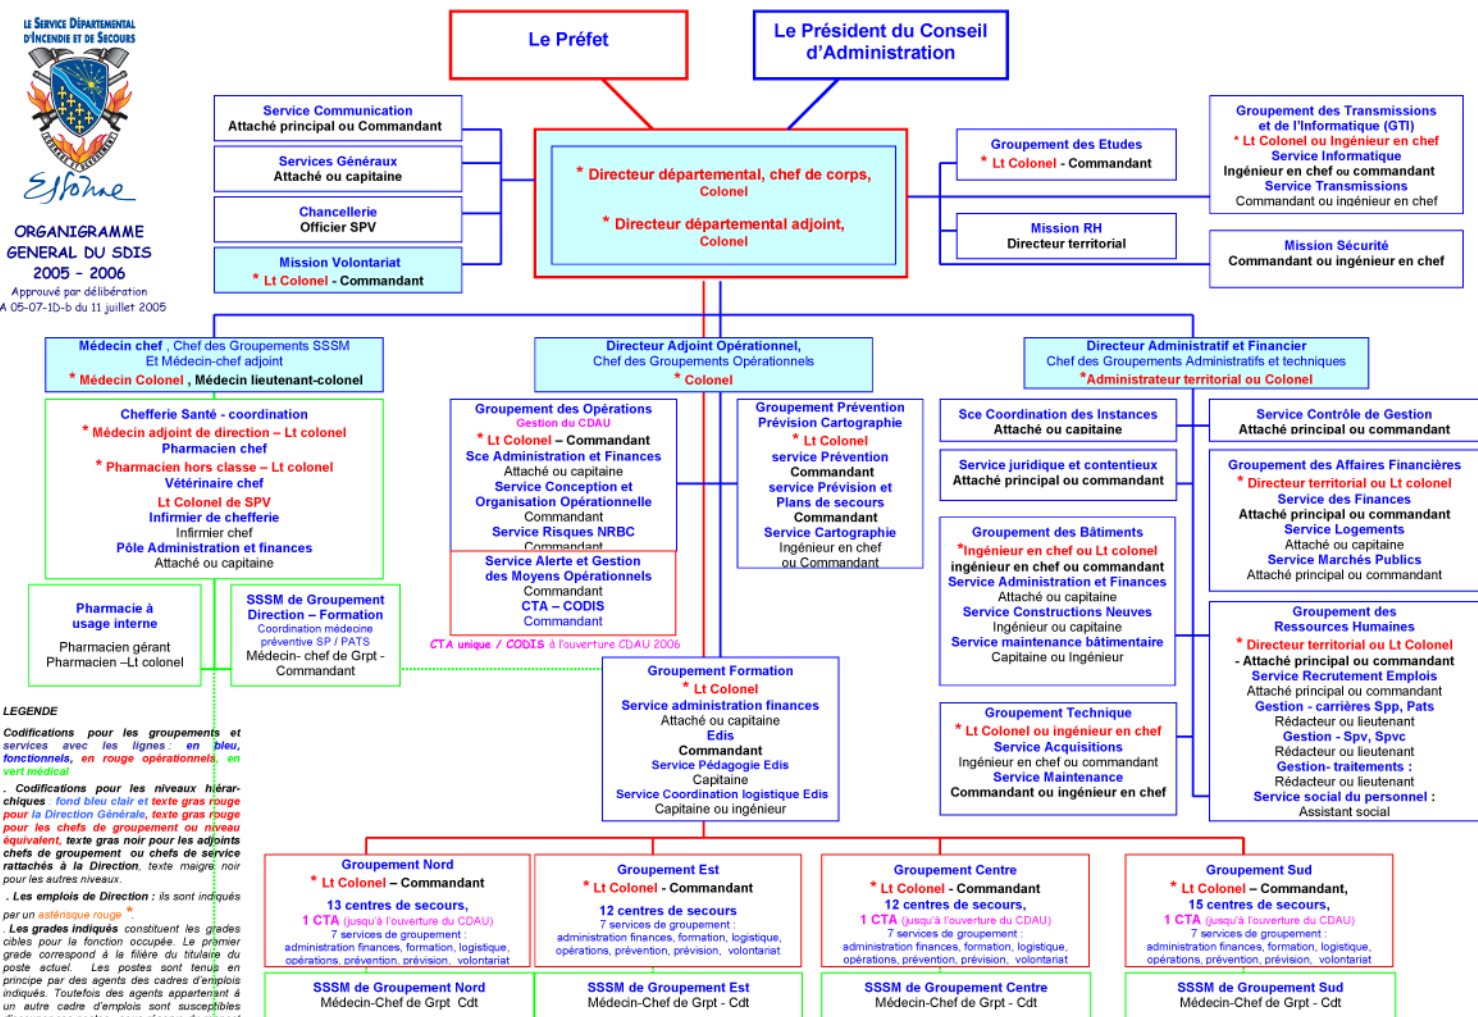 LE SERVICE DÉPARTEMENTAL
D'INCENDIE ET DE SECOURS
COURAGE ET DÉVOUEMENT
Essonne
ORGANIGRAMME
GENERAL DU SDIS
2005 – 2006
Approuvé par délibération
A 05-07-1D-b du 11 juillet 2005
Le Préfet
Le Président du Conseil
d'Administration
Service Communication
Attaché principal ou Commandant
Services Généraux
Attaché ou capitaine
Chancellerie
Officier SPV
Mission Volontariat
* Lt Colonel - Commandant
* Directeur départemental, chef de corps,
Colonel
* Directeur départemental adjoint,
Colonel
Groupement des Etudes
* Lt Colonel - Commandant
Mission RH
Directeur territorial
Groupement des Transmissions
et de l'Informatique (GTI)
* Lt Colonel ou Ingénieur en chef
Service Informatique
Ingénieur en chef ou commandant
Service Transmissions
Commandant ou ingénieur en chef
Mission Sécurité
Commandant ou ingénieur en chef
Médecin chef , Chef des Groupements SSSM
Et Médecin-chef adjoint
* Médecin Colonel , Médecin lieutenant-colonel
Directeur Adjoint Opérationnel,
Chef des Groupements Opérationnels
* Colonel
Directeur Administratif et Financier
Chef des Groupements Administratifs et techniques
*Administrateur territorial ou Colonel
Chefferie Santé - coordination
* Médecin adjoint de direction – Lt colonel
Pharmacien chef
* Pharmacien hors classe – Lt colonel
Vétérinaire chef
Lt Colonel de SPV
Infirmier de chefferie
Infirmier chef
Pôle Administration et finances
Attaché ou capitaine
Pharmacie à
usage interne
Pharmacien gérant
Pharmacien –Lt colonel
SSSM de Groupement
Direction – Formation
Coordination médecine
préventive SP / PATS
Médecin- chef de Grpt -
Commandant
Groupement des Opérations
Gestion du CDAU
* Lt Colonel – Commandant
Sce Administration et Finances
Attaché ou capitaine
Service Conception et
Organisation Opérationnelle
Commandant
Service Risques NRBC
Commandant
Service Alerte et Gestion
des Moyens Opérationnels
Commandant
CTA – CODIS
Commandant
CTA unique / CODIS à l'ouverture CDAU 2006
Groupement Prévention
Prévision Cartographie
* Lt Colonel
service Prévention
Commandant
service Prévision et
Plans de secours
Commandant
Service Cartographie
Ingénieur en chef
ou Commandant
Groupement Formation
* Lt Colonel
Service administration finances
Attaché ou capitaine
Edis
Commandant
Service Pédagogie Edis
Capitaine
Service Coordination logistique Edis
Capitaine ou ingénieur
Sce Coordination des Instances
Attaché ou capitaine
Service juridique et contentieux
Attaché principal ou commandant
Groupement des Bâtiments
*Ingénieur en chef ou Lt colonel
ingénieur en chef ou commandant
Service Administration et Finances
Attaché ou capitaine
Service Constructions Neuves
Ingénieur ou capitaine
Service maintenance bâtimentaire
Capitaine ou Ingénieur
Groupement Technique
* Lt Colonel ou ingénieur en chef
Service Acquisitions
Ingénieur en chef ou commandant
Service Maintenance
Commandant ou ingénieur en chef
Service Contrôle de Gestion
Attaché principal ou commandant
Groupement des Affaires Financières
* Directeur territorial ou Lt colonel
Service des Finances
Attaché principal ou commandant
Service Logements
Attaché ou capitaine
Service Marchés Publics
Attaché principal ou commandant
Groupement des
Ressources Humaines
* Directeur territorial ou Lt Colonel
- Attaché principal ou commandant
Service Recrutement Emplois
Attaché principal ou commandant
Gestion - carrières Spp, Pats
Rédacteur ou lieutenant
Gestion - Spv, Spvc
Rédacteur ou lieutenant
Gestion- traitements :
Rédacteur ou lieutenant
Service social du personnel :
Assistant social
LEGENDE
Codifications pour les groupements et
services avec les lignes : en bleu,
fonctionnels, en rouge opérationnels, en
vert médical
. Codifications pour les niveaux hiérar-
chiques : fond bleu clair et texte gras rouge
pour la Direction Générale, texte gras rouge
pour les chefs de groupement ou niveau
équivalent, texte gras noir pour les adjoints
chefs de groupement ou chefs de service
rattachés à la Direction, texte maigre noir
pour les autres niveaux.
. Les emplois de Direction : ils sont indiqués
par un astérisque rouge *.
. Les grades indiqués constituent les grades
cibles pour la fonction occupée. Le premier
grade correspond à la filière du titulaire du
poste actuel. Les postes sont tenus en
principe par des agents des cadres d'emplois
indiqués. Toutefois des agents appartenant à
un autre cadre d'emplois sont susceptibles
Groupement Nord
* Lt Colonel – Commandant
13 centres de secours,
1 CTA (jusqu'à l'ouverture du CDAU)
7 services de groupement :
administration finances, formation, logistique,
opérations, prévention, prévision, volontariat
Groupement Est
* Lt Colonel - Commandant
12 centres de secours
7 services de groupement :
administration finances, formation, logistique,
opérations, prévention, prévision, volontariat
Groupement Centre
* Lt Colonel - Commandant
12 centres de secours,
1 CTA (jusqu'à l'ouverture du CDAU)
7 services de groupement :
administration finances, formation, logistique,
opérations, prévention, prévision, volontariat
Groupement Sud
* Lt Colonel – Commandant,
15 centres de secours,
1 CTA (jusqu'à l'ouverture du CDAU)
7 services de groupement :
administration finances, formation, logistique,
opérations, prévention, prévision, volontariat
SSSM de Groupement Nord
Médecin-Chef de Grpt Cdt
SSSM de Groupement Est
Médecin-Chef de Grpt - Cdt
SSSM de Groupement Centre
Médecin-Chef de Grpt - Cdt
SSSM de Groupement Sud
Médecin-Chef de Grpt - Cdt